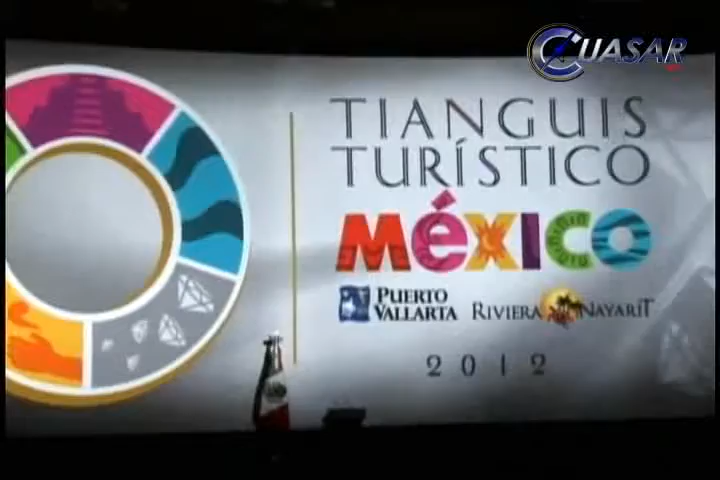 CUASAR
TIANGUIS
TURÍSTICO
MéXICO
PUERTO
VALLARTA
RIVIERA NAYARIT
2012